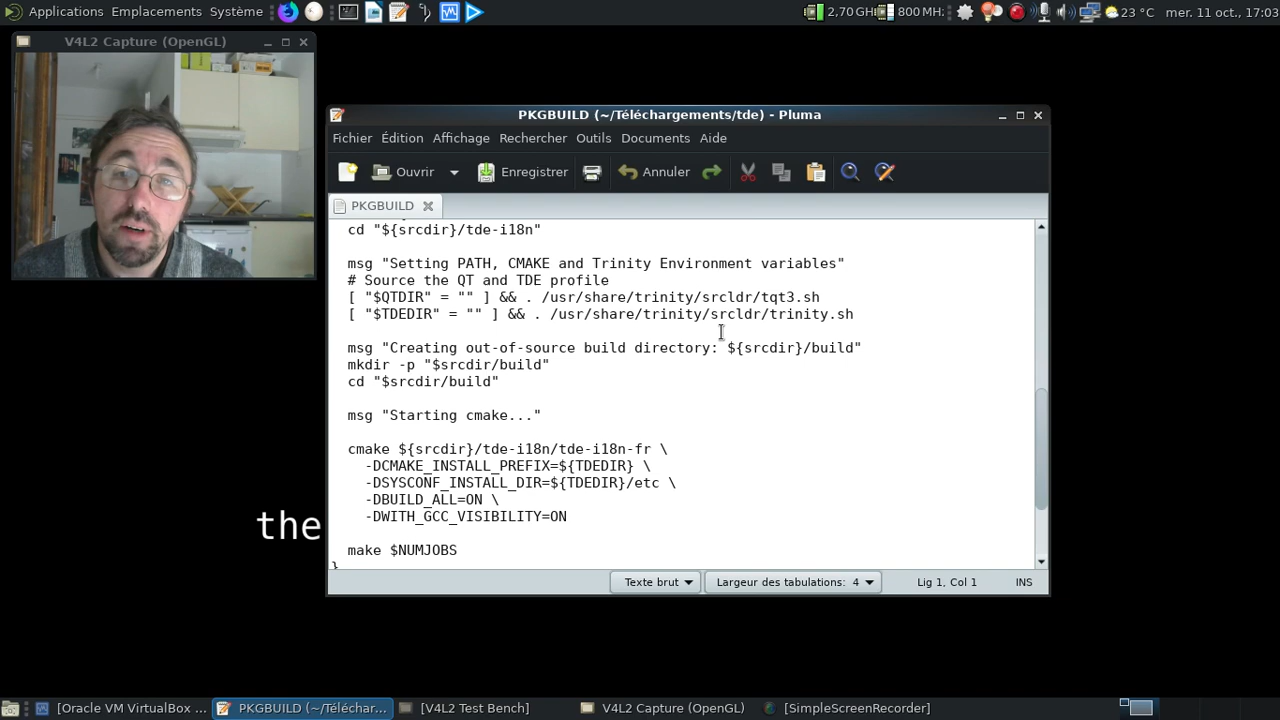 Applications Emplacements Système 2,70 GH 800 MH: 23 °C mer. 11 oct., 17:03
V4L2 Capture (OpenGL)
PKGBUILD (~/Téléchargements/tde) - Pluma
Fichier Édition Affichage Rechercher Outils Documents Aide
Ouvrir Enregistrer Annuler
PKGBUILD
cd "${srcdir}/tde-i18n"
msg "Setting PATH, CMAKE and Trinity Environment variables"
# Source the QT and TDE profile
[ "$QTDIR" = "" ] && . /usr/share/trinity/srcldr/tqt3.sh
[ "$TDEDIR" = "" ] && . /usr/share/trinity/srcldr/trinity.sh
msg "Creating out-of-source build directory: ${srcdir}/build"
mkdir -p "$srcdir/build"
cd "$srcdir/build"
msg "Starting cmake..."
cmake ${srcdir}/tde-i18n/tde-i18n-fr \
-DCMAKE_INSTALL_PREFIX=${TDEDIR} \
-DSYSCONF_INSTALL_DIR=${TDEDIR}/etc \
-DBUILD_ALL=ON \
-DWITH_GCC_VISIBILITY=ON
the
make $NUMJOBS
}
Texte brut Largeur des tabulations: 4 Lig 1, Col 1 INS
[Oracle VM VirtualBox ... PKGBUILD (~/Téléchar... [V4L2 Test Bench] V4L2 Capture (OpenGL) [SimpleScreenRecorder]